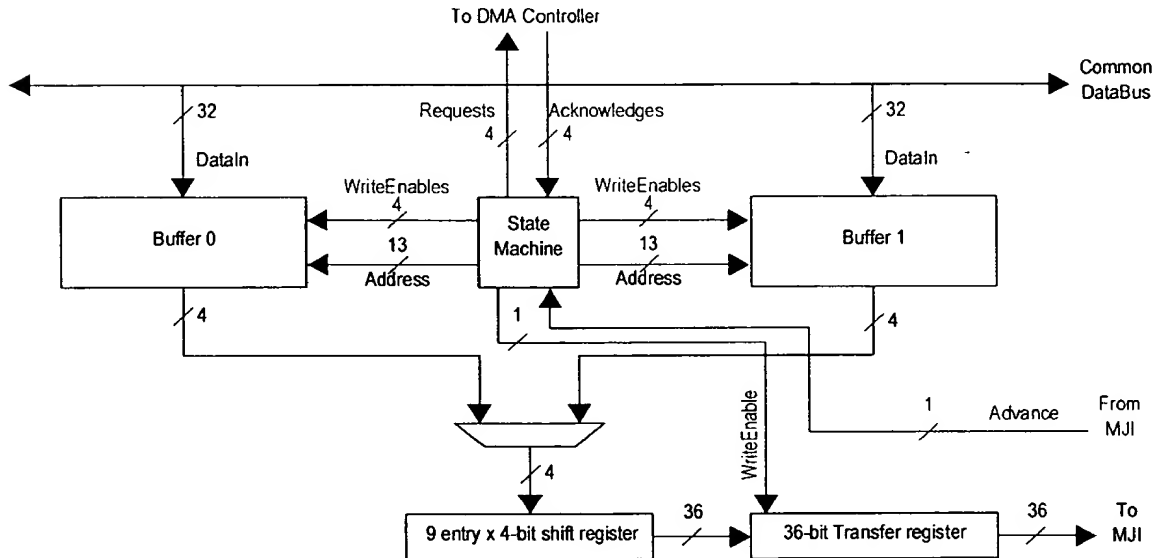 To DMA Controller
Common
DataBus
32
Requests
4
Acknowledges
4
32
DataIn
DataIn
WriteEnables
4
WriteEnables
4
State
Machine
Buffer 0
Buffer 1
13
Address
13
Address
4
1
4
1
Advance
From
MJI
WriteEnable
4
9 entry x 4-bit shift register
36
36-bit Transfer register
36
To
MJI